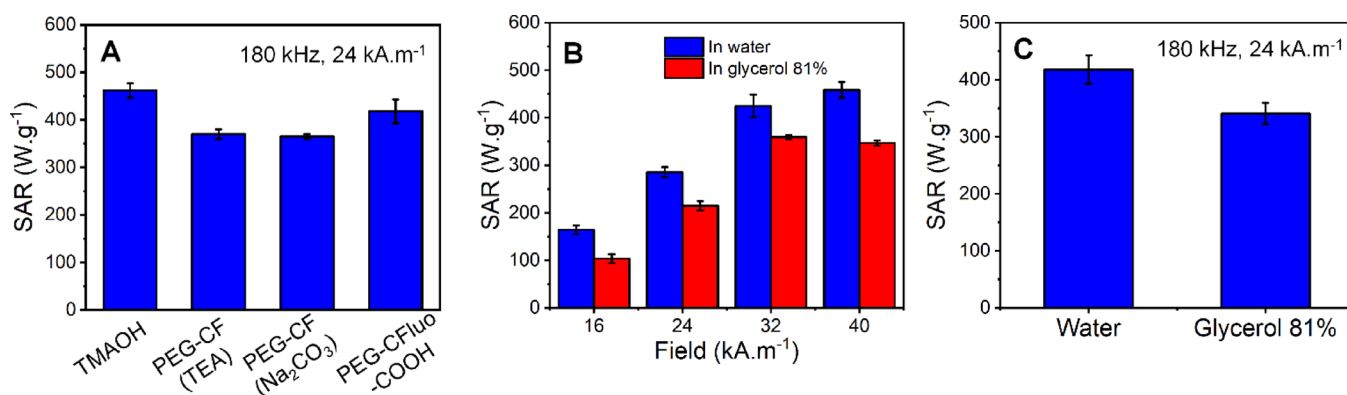 A
180 kHz, 24 kA.m⁻¹
SAR (W.g⁻¹)
600
500
400
300
200
100
0
TMAOH
PEG-CF
(TEA)
PEG-CF
(Na₂CO₃)
PEG-CFluo
-COOH
B
In water
In glycerol 81%
SAR (W.g⁻¹)
600
500
400
300
200
100
0
16
24
32
40
Field (kA.m⁻¹)
C
180 kHz, 24 kA.m⁻¹
SAR (W.g⁻¹)
500
400
300
200
100
0
Water
Glycerol 81%